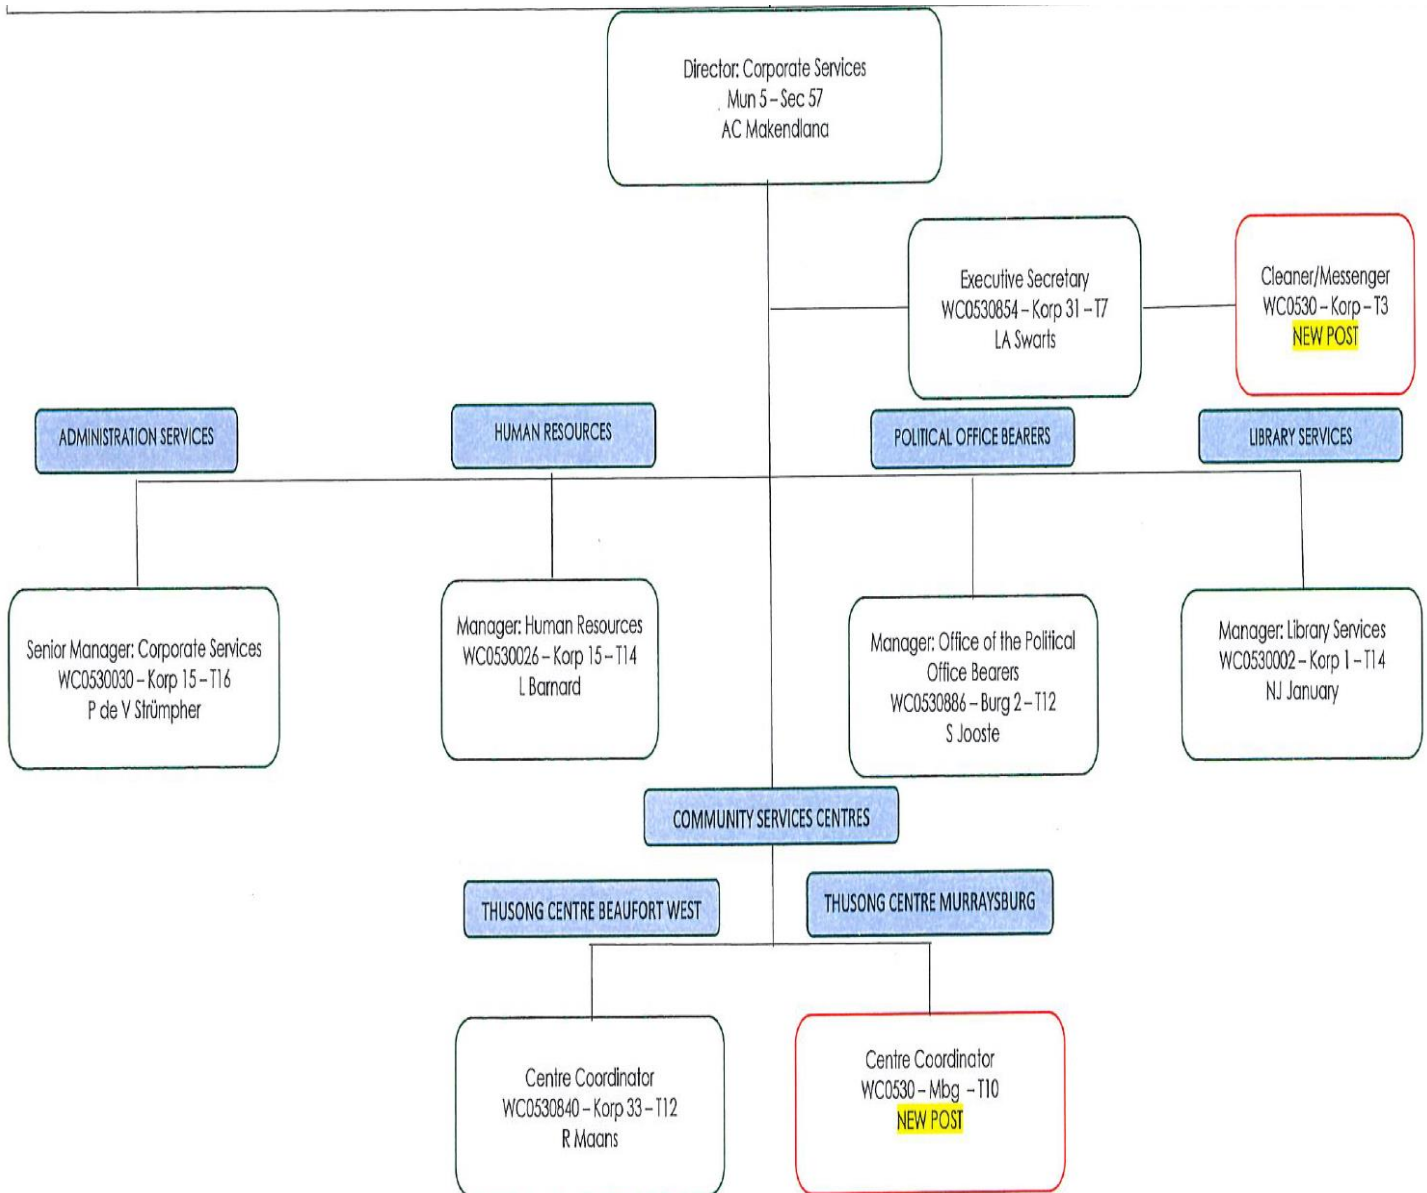 Director: Corporate Services
Mun 5 – Sec 57
AC Makendlana
Executive Secretary
WC0530854 – Korp 31 – T7
LA Swarts
Cleaner/Messenger
WC0530 – Korp – T3
NEW POST
ADMINISTRATION SERVICES
HUMAN RESOURCES
POLITICAL OFFICE BEARERS
LIBRARY SERVICES
Senior Manager: Corporate Services
WC0530030 – Korp 15 – T16
P de V Strümpher
Manager: Human Resources
WC0530026 – Korp 15 – T14
L Barnard
Manager: Office of the Political
Office Bearers
WC0530886 – Burg 2 – T12
S Jooste
Manager: Library Services
WC0530002 – Korp 1 – T14
NJ January
COMMUNITY SERVICES CENTRES
THUSONG CENTRE BEAUFORT WEST
THUSONG CENTRE MURRAYSBURG
Centre Coordinator
WC0530840 – Korp 33 – T12
R Maans
Centre Coordinator
WC0530 – Mbg – T10
NEW POST